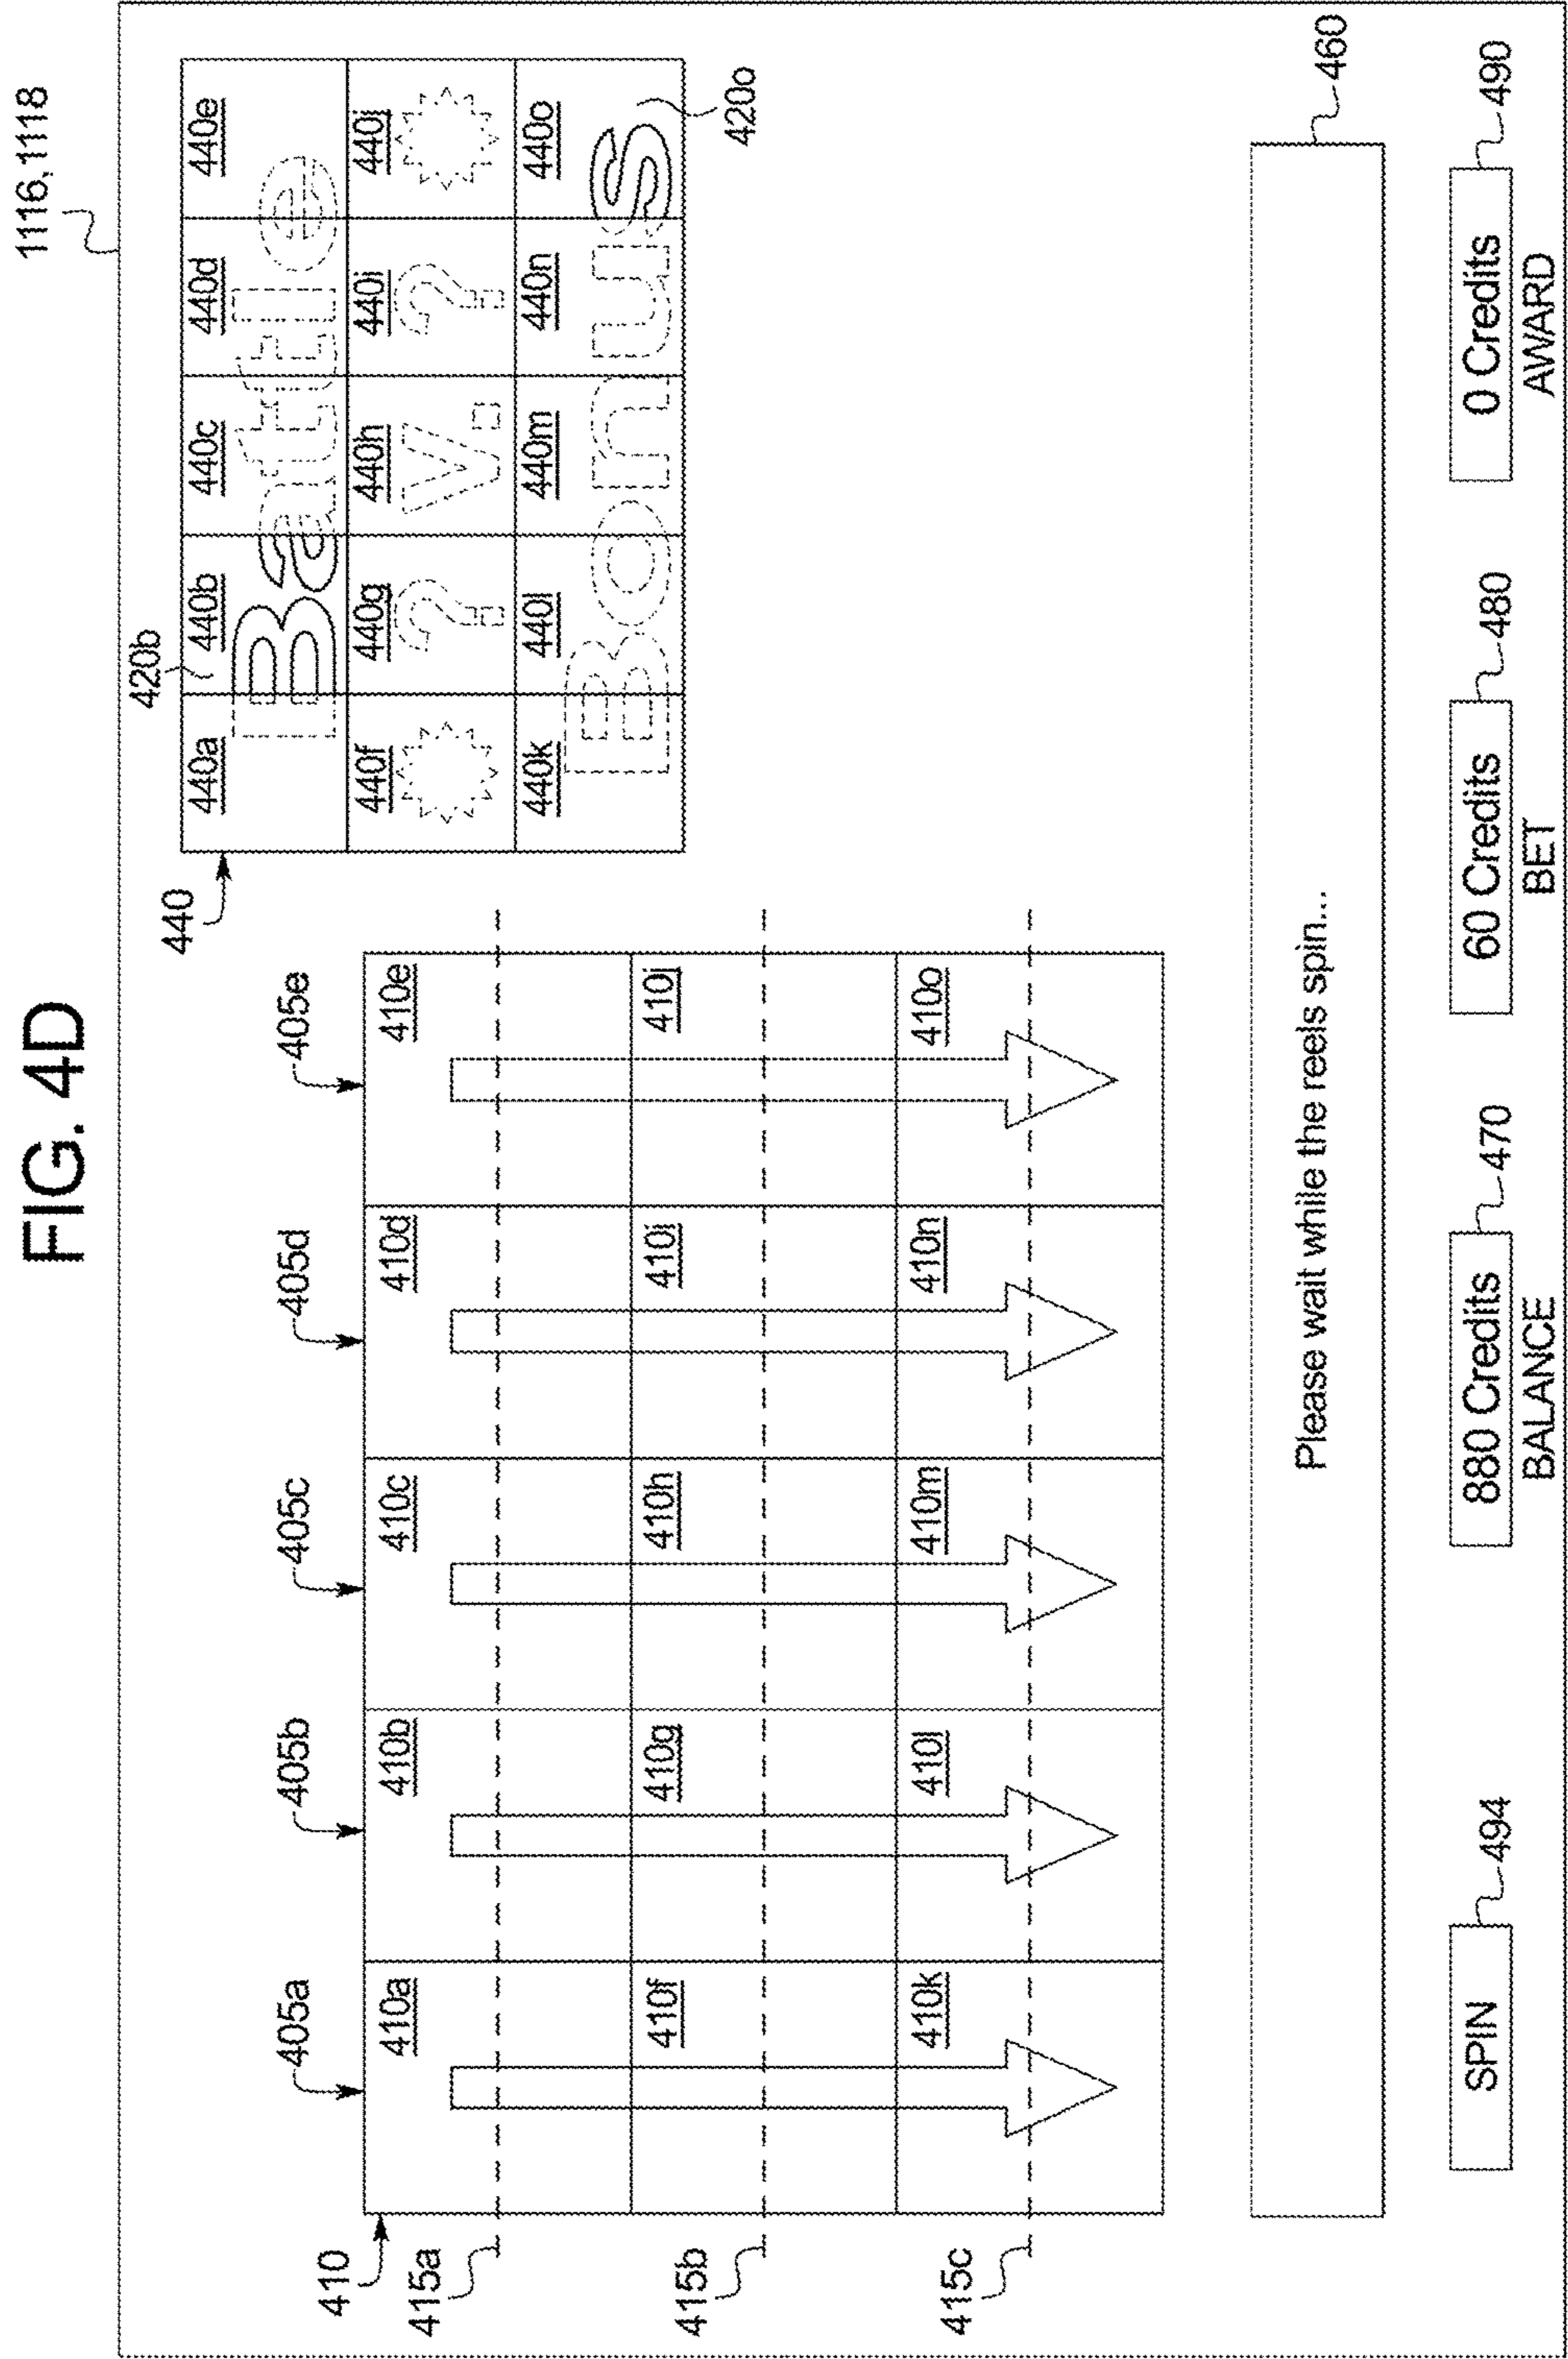 FIG. 4D
1116, 1118
405a 405b 405c 405d 405e
410
415a
415b
415c
410a 410b 410c 410d 410e
410f 410g 410h 410i 410j
410k 410l 410m 410n 410o
440
420b
440a 440b 440c 440d 440e
Battle
440f 440g 440h 440i 440j
? v. ?
440k 440l 440m 440n 440o
Bonus
420o
Please wait while the reels spin...
460
SPIN 494
880 Credits 470
BALANCE
60 Credits 480
BET
0 Credits 490
AWARD